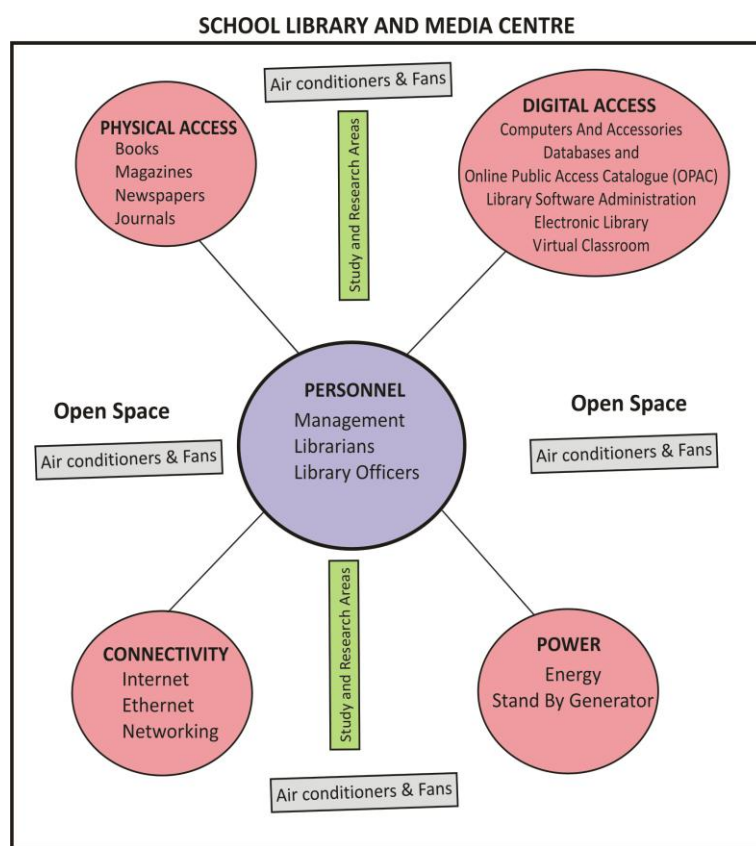 SCHOOL LIBRARY AND MEDIA CENTRE
Air conditioners & Fans
PHYSICAL ACCESS
Books
Magazines
Newspapers
Journals
Study and Research Areas
DIGITAL ACCESS
Computers And Accessories
Databases and
Online Public Access Catalogue (OPAC)
Library Software Administration
Electronic Library
Virtual Classroom
Open Space
Air conditioners & Fans
PERSONNEL
Management
Librarians
Library Officers
Open Space
Air conditioners & Fans
CONNECTIVITY
Internet
Ethernet
Networking
Study and Research Areas
POWER
Energy
Stand By Generator
Air conditioners & Fans